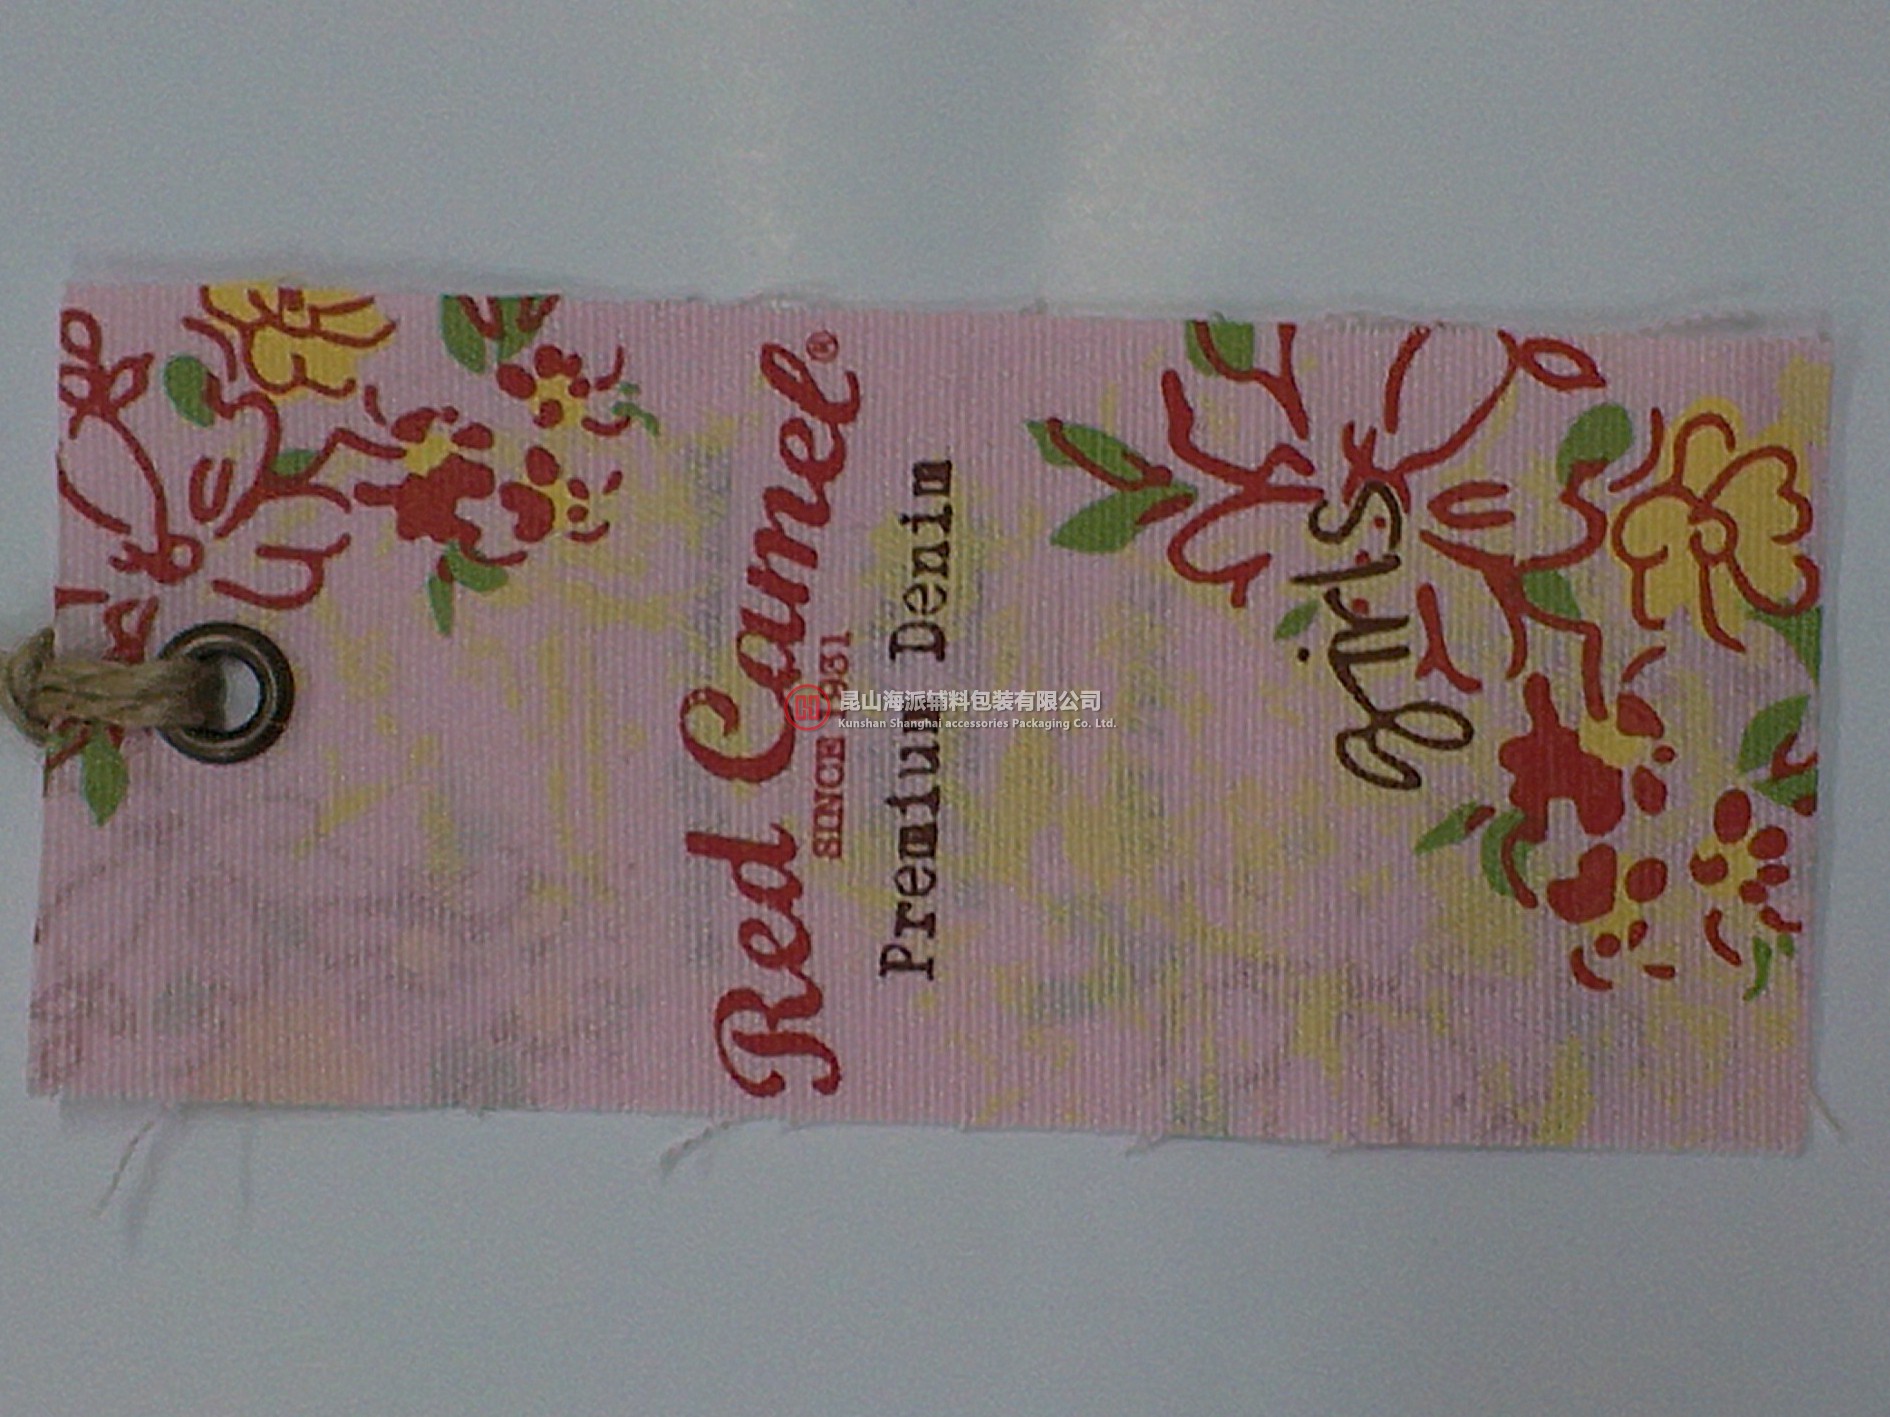 Red Camel®
SINCE 1931
Premium Denim
girls
昆山海派辅料包装有限公司
Kunshan Shanghai accessories Packaging Co. Ltd.